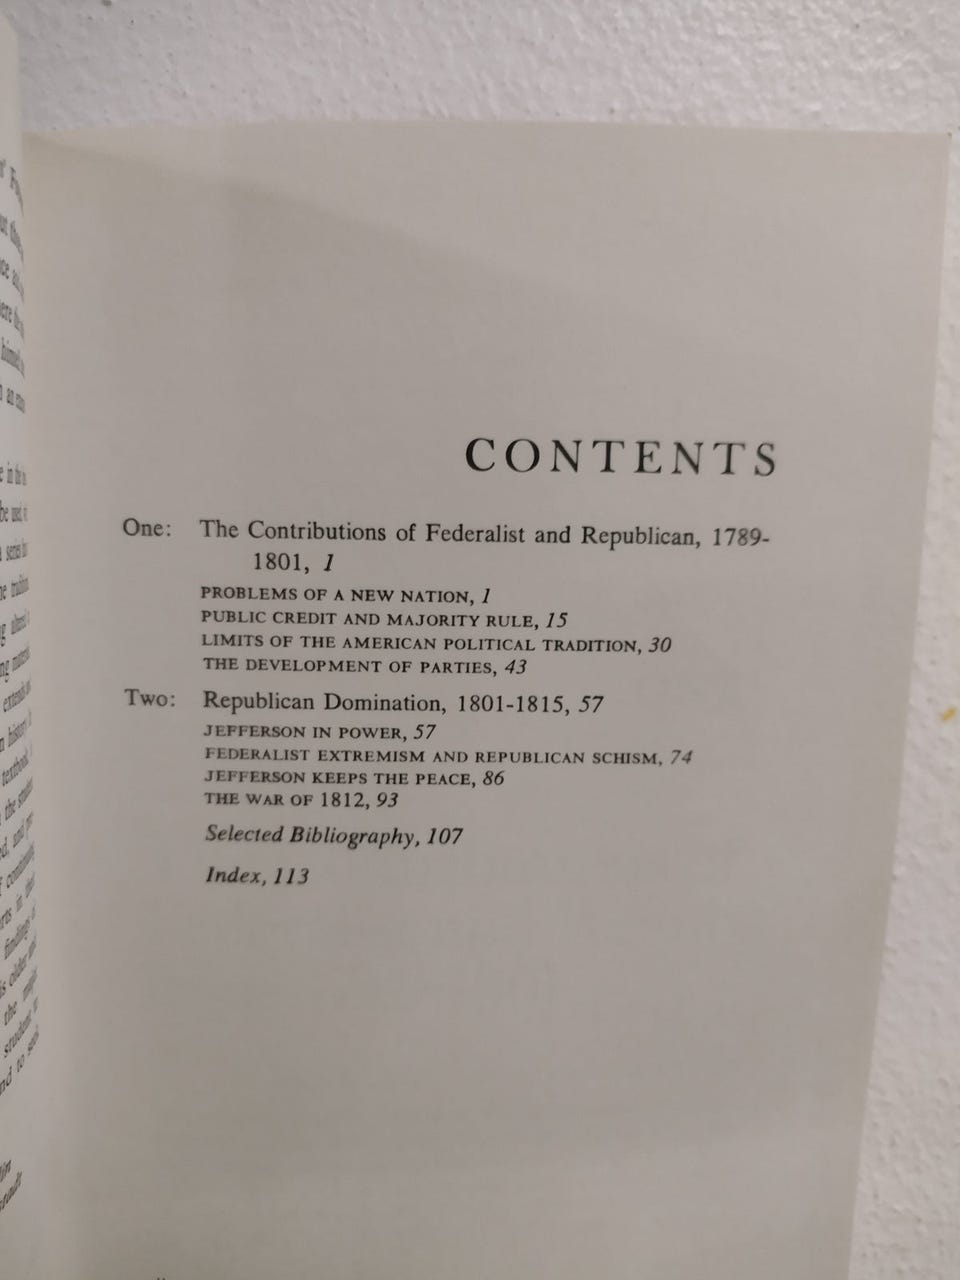 CONTENTS
One: The Contributions of Federalist and Republican, 1789-
1801, 1
PROBLEMS OF A NEW NATION, 1
PUBLIC CREDIT AND MAJORITY RULE, 15
LIMITS OF THE AMERICAN POLITICAL TRADITION, 30
THE DEVELOPMENT OF PARTIES, 43
Two: Republican Domination, 1801-1815, 57
JEFFERSON IN POWER, 57
FEDERALIST EXTREMISM AND REPUBLICAN SCHISM, 74
JEFFERSON KEEPS THE PEACE, 86
THE WAR OF 1812, 93
Selected Bibliography, 107
Index, 113